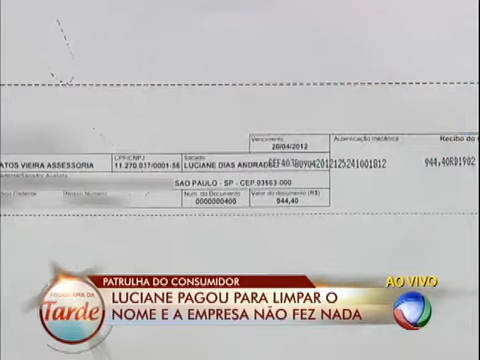 Vencimento
20/04/2012
Autenticação mecânica
Recibo do
ATOS VIEIRA ASSESSORIA
CPF/CNPJ
11.270.037/0001-56
Sacado
LUCIANE DIAS ANDRADE
944,40RD1902
SAO PAULO - SP - CEP.03563-000
Nosso Número
Num. do Documento
0000000400
Valor do documento (R$)
944,40
PATRULHA DO CONSUMIDOR
AO VIVO
PROGRAMA DA
Tarde
LUCIANE PAGOU PARA LIMPAR O
NOME E A EMPRESA NÃO FEZ NADA